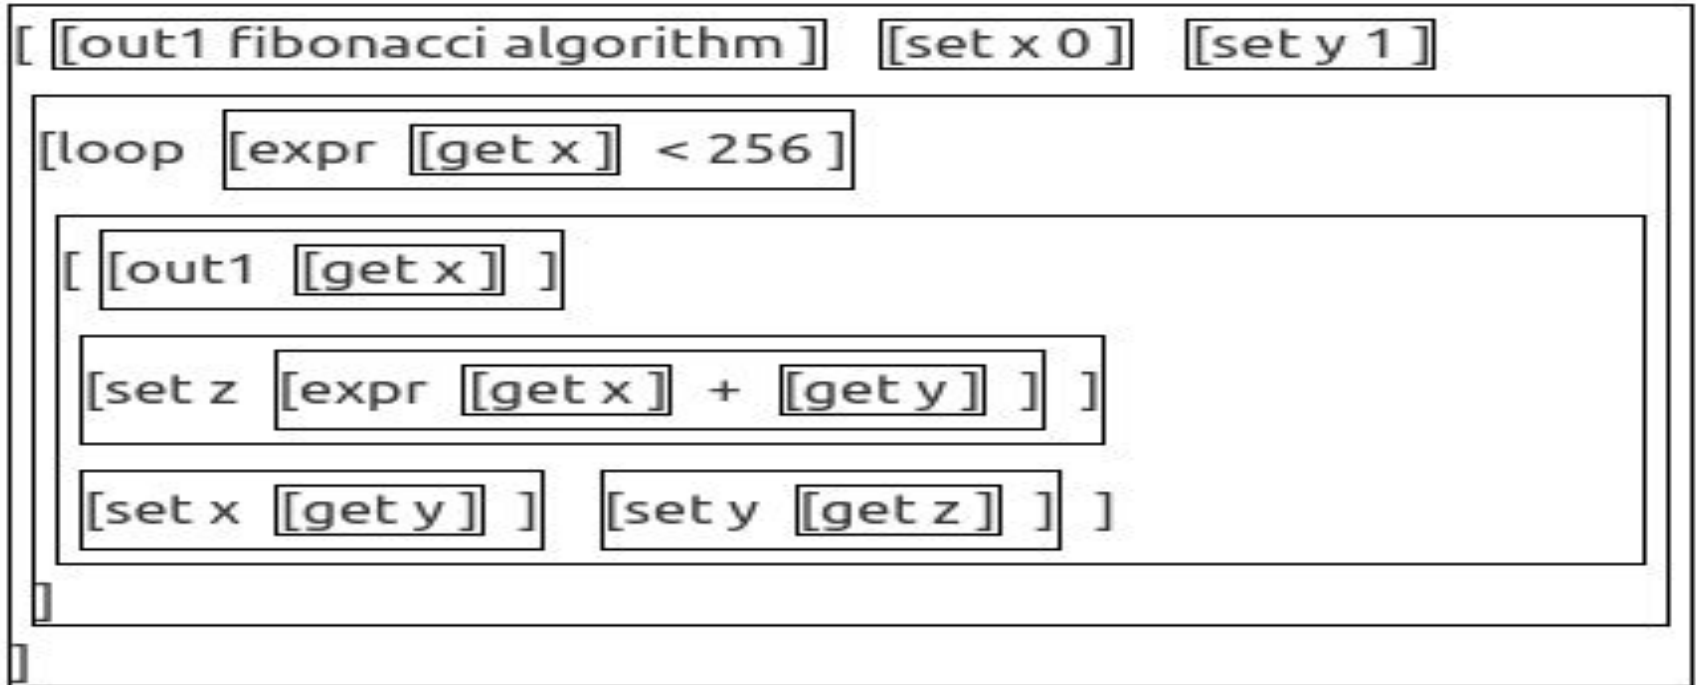 [ [out1 fibonacci algorithm ] [set x 0 ] [set y 1 ]
[loop [expr [get x ] < 256 ]
[ [out1 [get x ] ]
[set z [expr [get x ] + [get y ] ] ]
[set x [get y ] ] [set y [get z ] ] ]
]
]